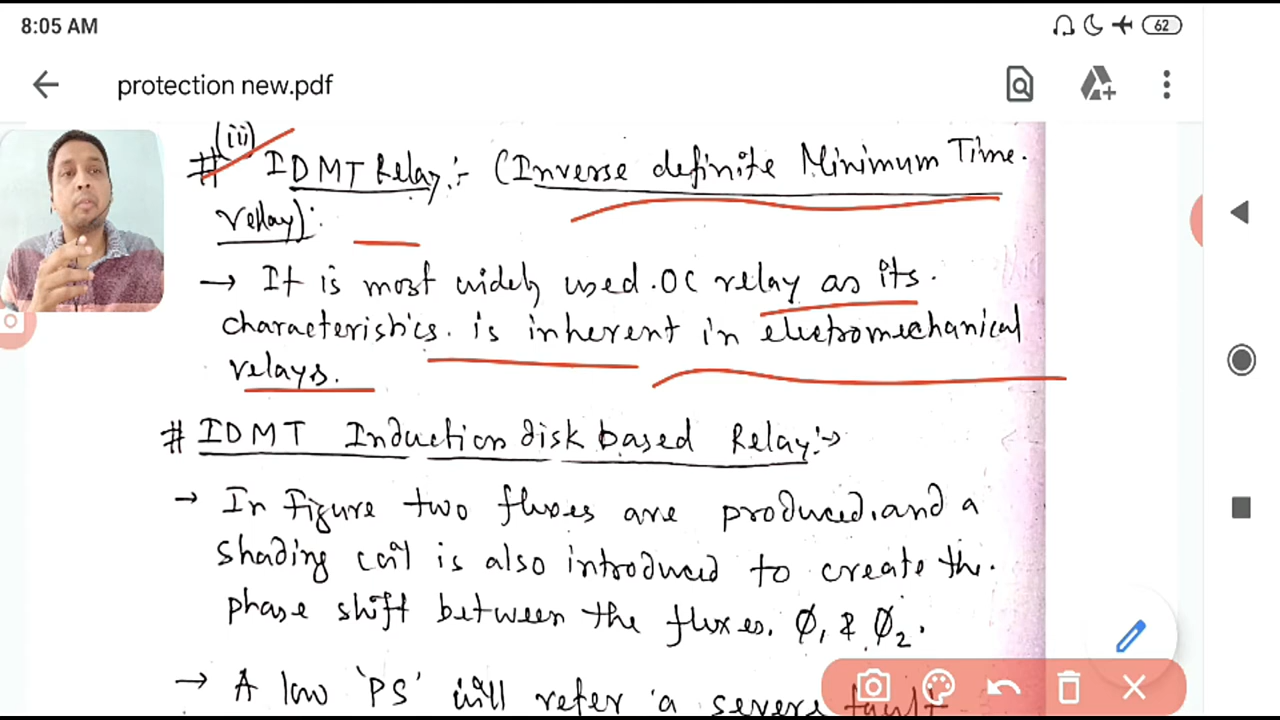 8:05 AM
62
protection new.pdf
(iii)
# IDMT Relay:- (Inverse definite Minimum Time.
relay):
→ It is most widely used .OC relay as its.
characteristics. is inherent in electromechanical
relays.
# IDMT Induction disk based Relay:→
→ In Figure two fluxes are produced, and a
shading coil is also introduced to create the.
phase shift between the fluxes. Ø₁ & Ø₂.
→ A low 'PS' will refer a severe fault